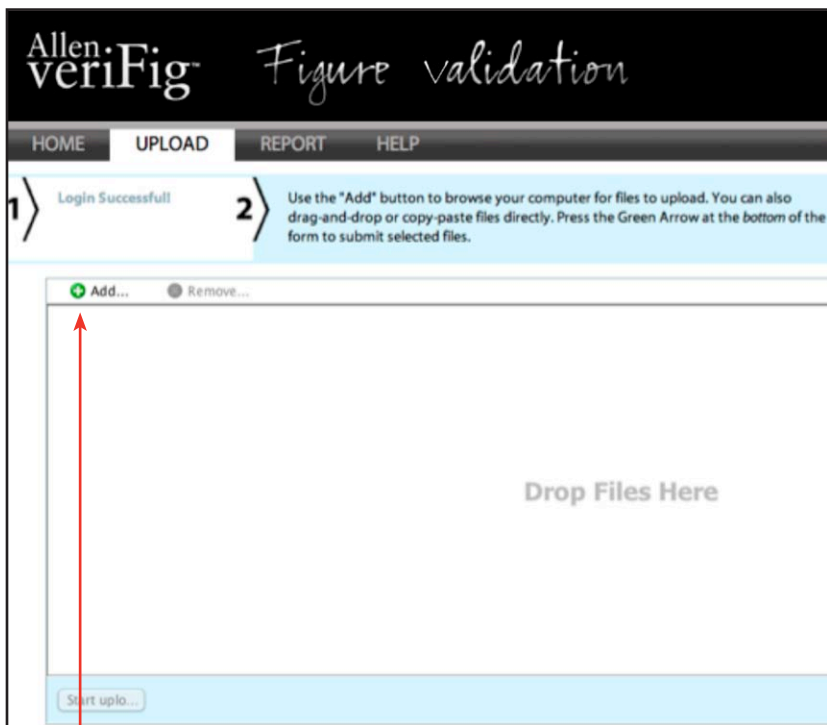 Allen
veriFig™ Figure validation
HOME UPLOAD REPORT HELP
1 Login Successful!
2 Use the "Add" button to browse your computer for files to upload. You can also
drag-and-drop or copy-paste files directly. Press the Green Arrow at the bottom of the
form to submit selected files.
Add... Remove...
Drop Files Here
Start uplo...